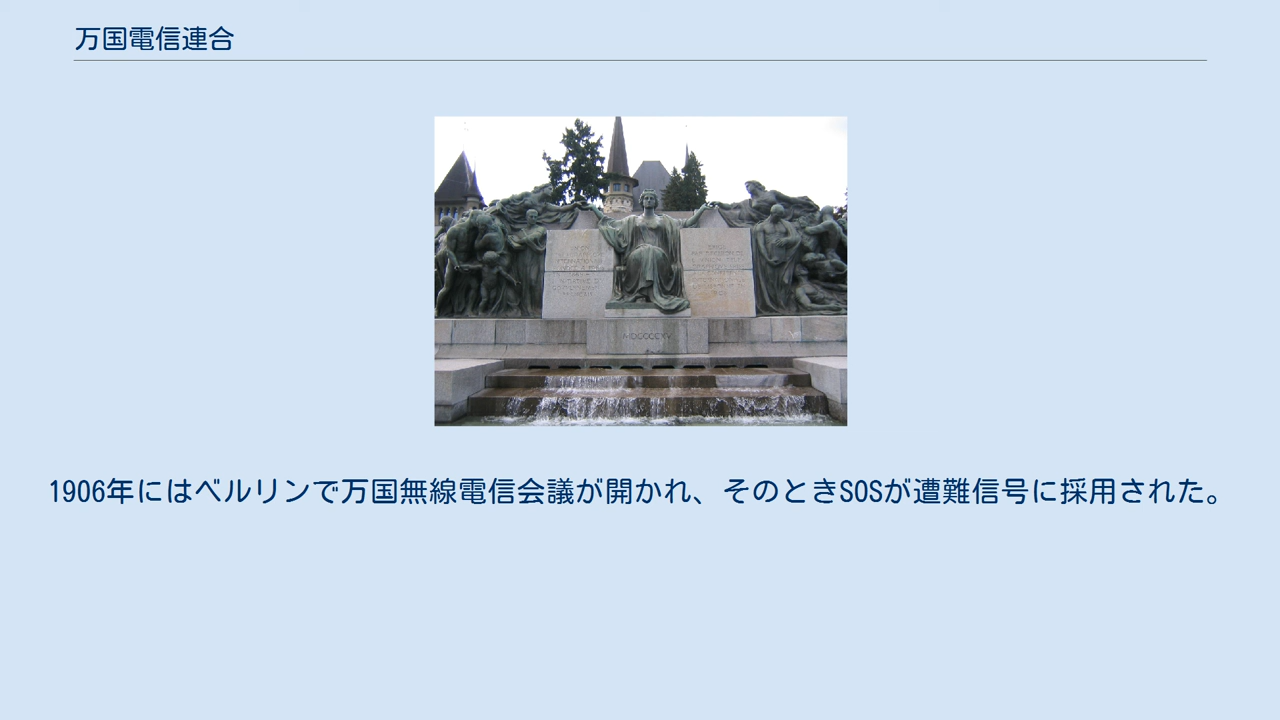 万国電信連合
MDCCCLXV
1906年にはベルリンで万国無線電信会議が開かれ、そのときSOSが遭難信号に採用された。